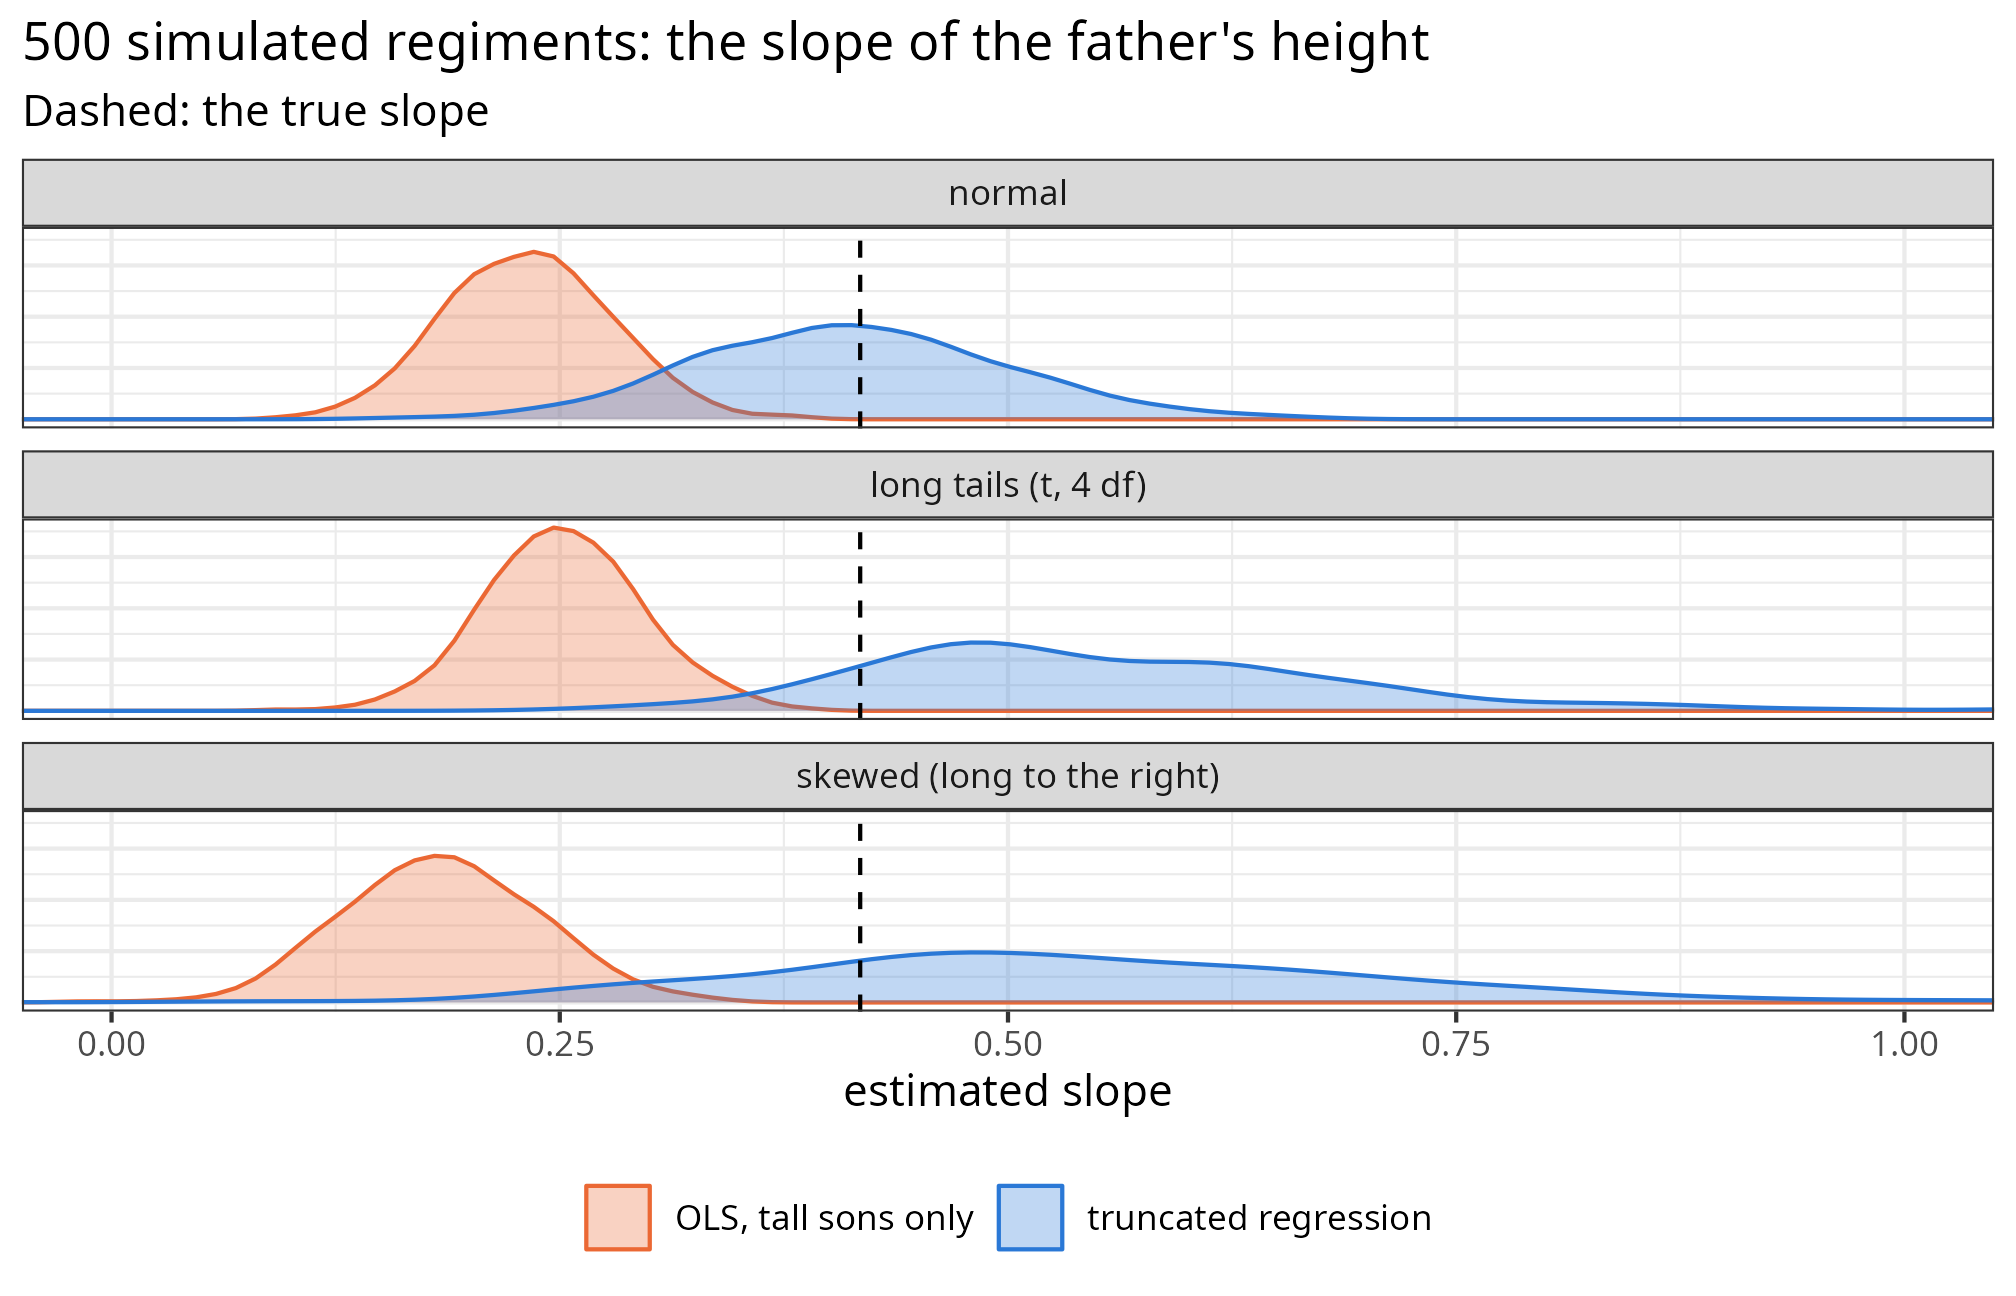 500 simulated regiments: the slope of the father's height
Dashed: the true slope
normal
long tails (t, 4 df)
skewed (long to the right)
0.00 0.25 0.50 0.75 1.00
estimated slope
OLS, tall sons only truncated regression